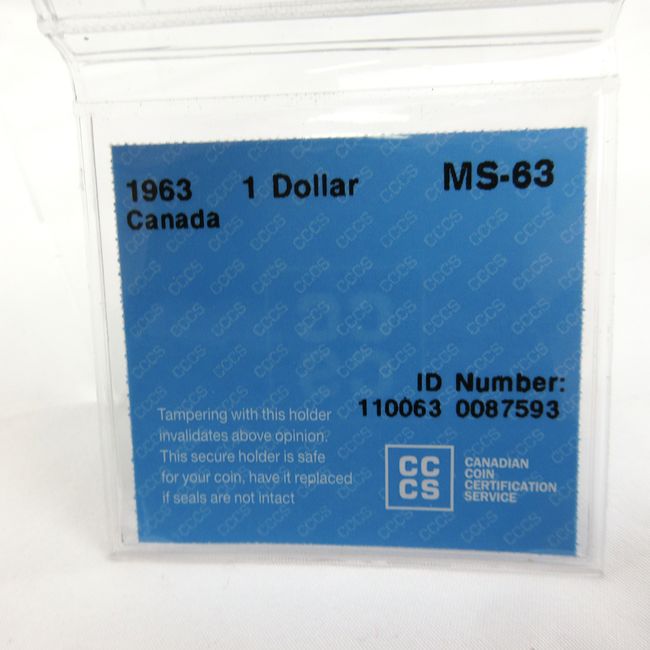 1963 1 Dollar MS-63
Canada
ID Number:
110063 0087593
Tampering with this holder
invalidates above opinion.
This secure holder is safe
for your coin, have it replaced
if seals are not intact
CC
CS
CANADIAN
COIN
CERTIFICATION
SERVICE